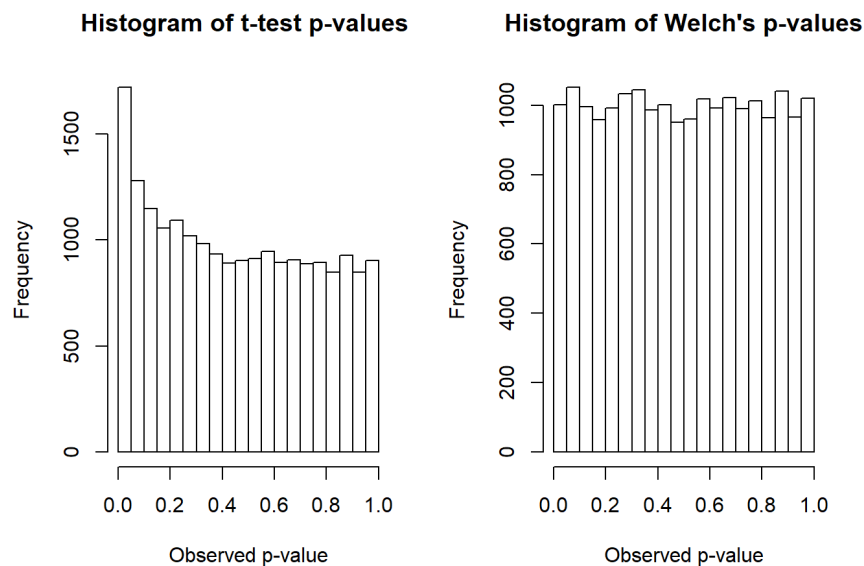 Histogram of t-test p-values
Frequency
0
500
1000
1500
0.0 0.2 0.4 0.6 0.8 1.0
Observed p-value
Histogram of Welch's p-values
Frequency
0
200
400
600
800
1000
0.0 0.2 0.4 0.6 0.8 1.0
Observed p-value